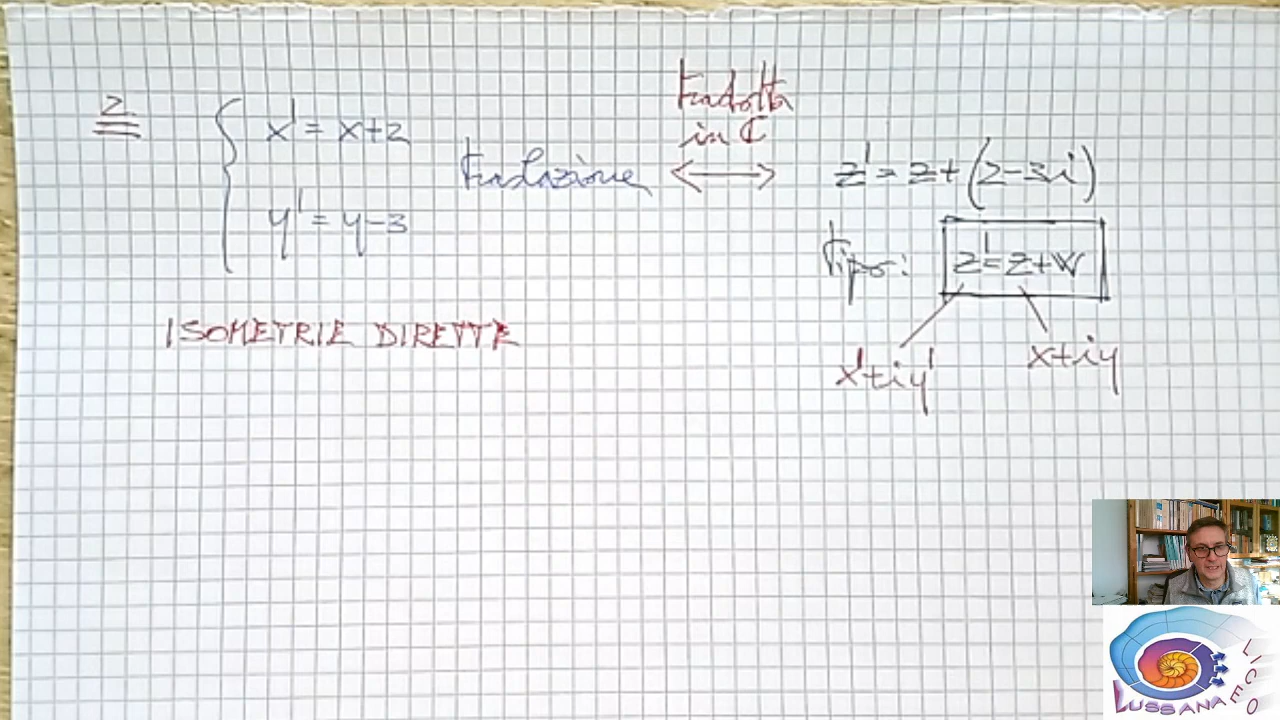 2
x' = x+2
y' = y-3
traslazione
tradotta
in ℂ
z' = z + (2-3i)
tipo:
z' = z+w
x'+iy'
x+iy
ISOMETRIE DIRETTE
LICEO
LUSSANA